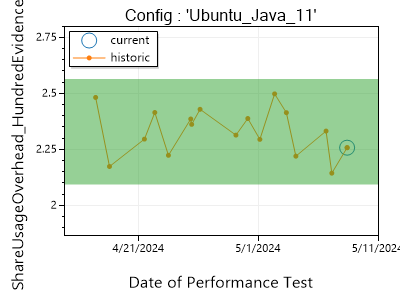 Config : 'Ubuntu_Java_11'
ShareUsageOverhead_HundredEvidence
current
historic
2.75
2.5
2.25
2
4/21/2024
5/1/2024
5/11/2024
Date of Performance Test